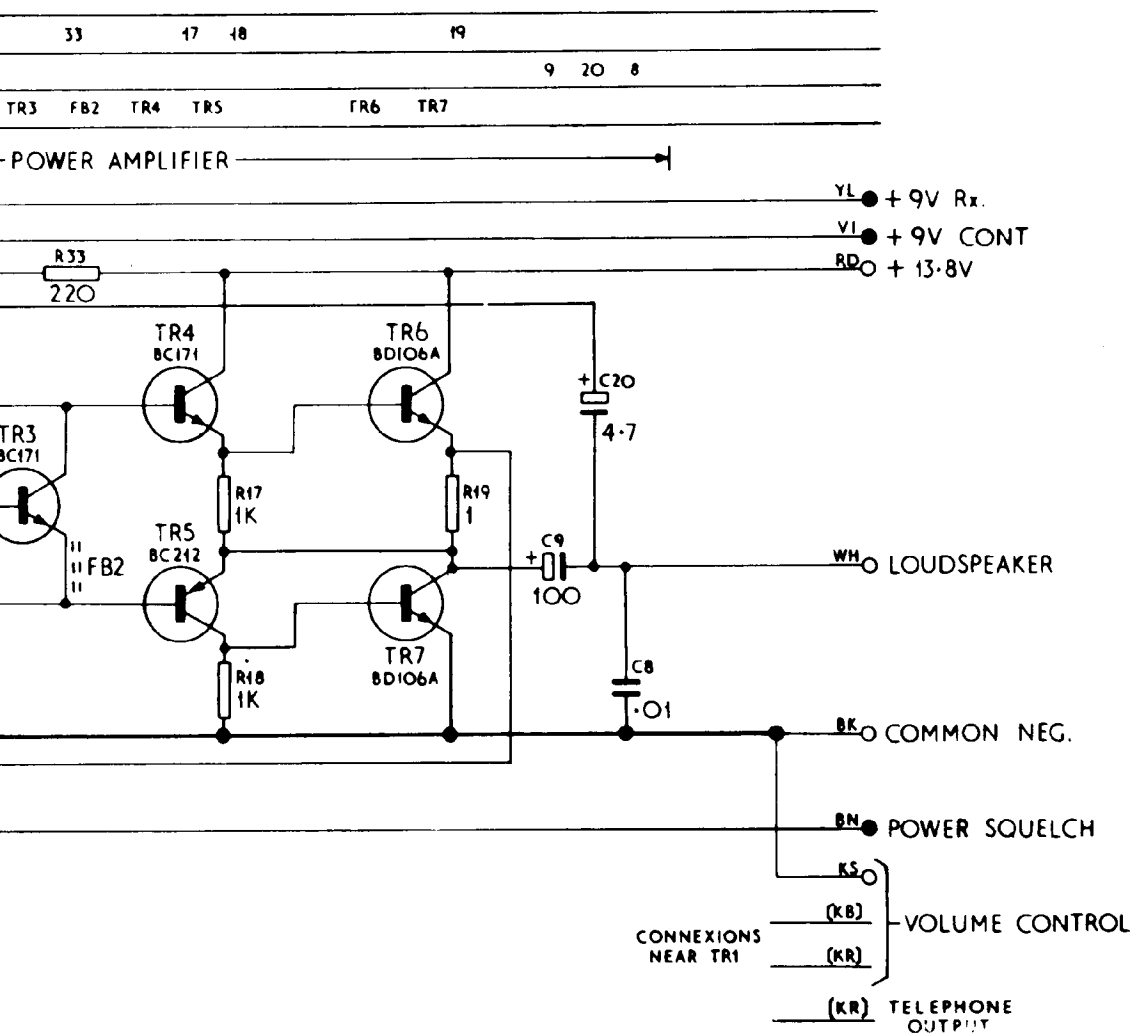 33 17 18 19
9 20 8
TR3 FB2 TR4 TR5 TR6 TR7
POWER AMPLIFIER
YL + 9V Rx.
VI + 9V CONT
RD + 13·8V
R33
220
TR4
BC171
TR6
BD106A
+ C20
4·7
TR3
BC171
R17
1K
R19
1
TR5
BC212
FB2
+ C9
100
WH LOUDSPEAKER
TR7
BD106A
R18
1K
C8
·01
BK COMMON NEG.
BN POWER SQUELCH
KS
(KB) VOLUME CONTROL
CONNEXIONS
NEAR TR1
(KR)
(KR) TELEPHONE
OUTPUT